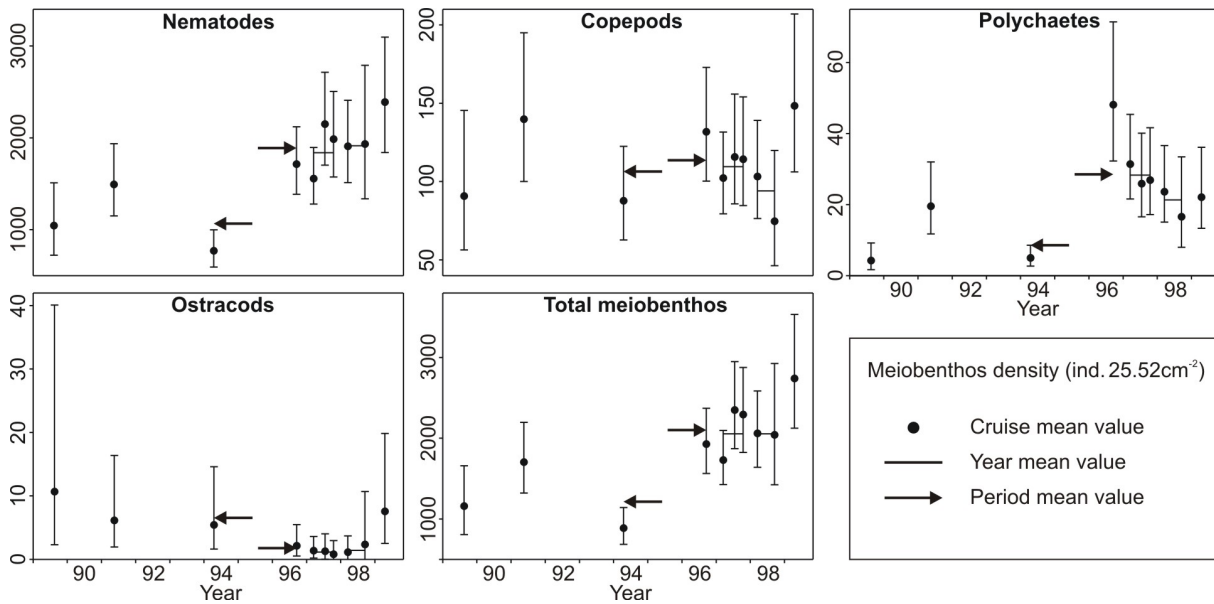 Nematodes
3000
2000
1000
Copepods
200
150
100
50
Polychaetes
60
40
20
0
90 92 94 96 98
Year
Ostracods
40
30
20
10
0
90 92 94 96 98
Year
Total meiobenthos
3000
2000
1000
90 92 94 96 98
Year
Meiobenthos density (ind. 25.52cm⁻²)
Cruise mean value
Year mean value
Period mean value